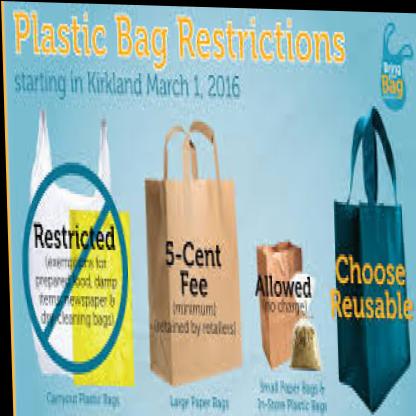 Plastic Bag Restrictions
starting in Kirkland March 1, 2016
Bring
Bag
Restricted
(exemptions for
prepared food, damp
items, newspaper &
dry cleaning bags)
Carryout Plastic Bags
5-Cent
Fee
(minimum)
(retained by retailers)
Large Paper Bags
Allowed
(no charge)
Small Paper Bags &
In-Store Plastic Bags
Choose
Reusable